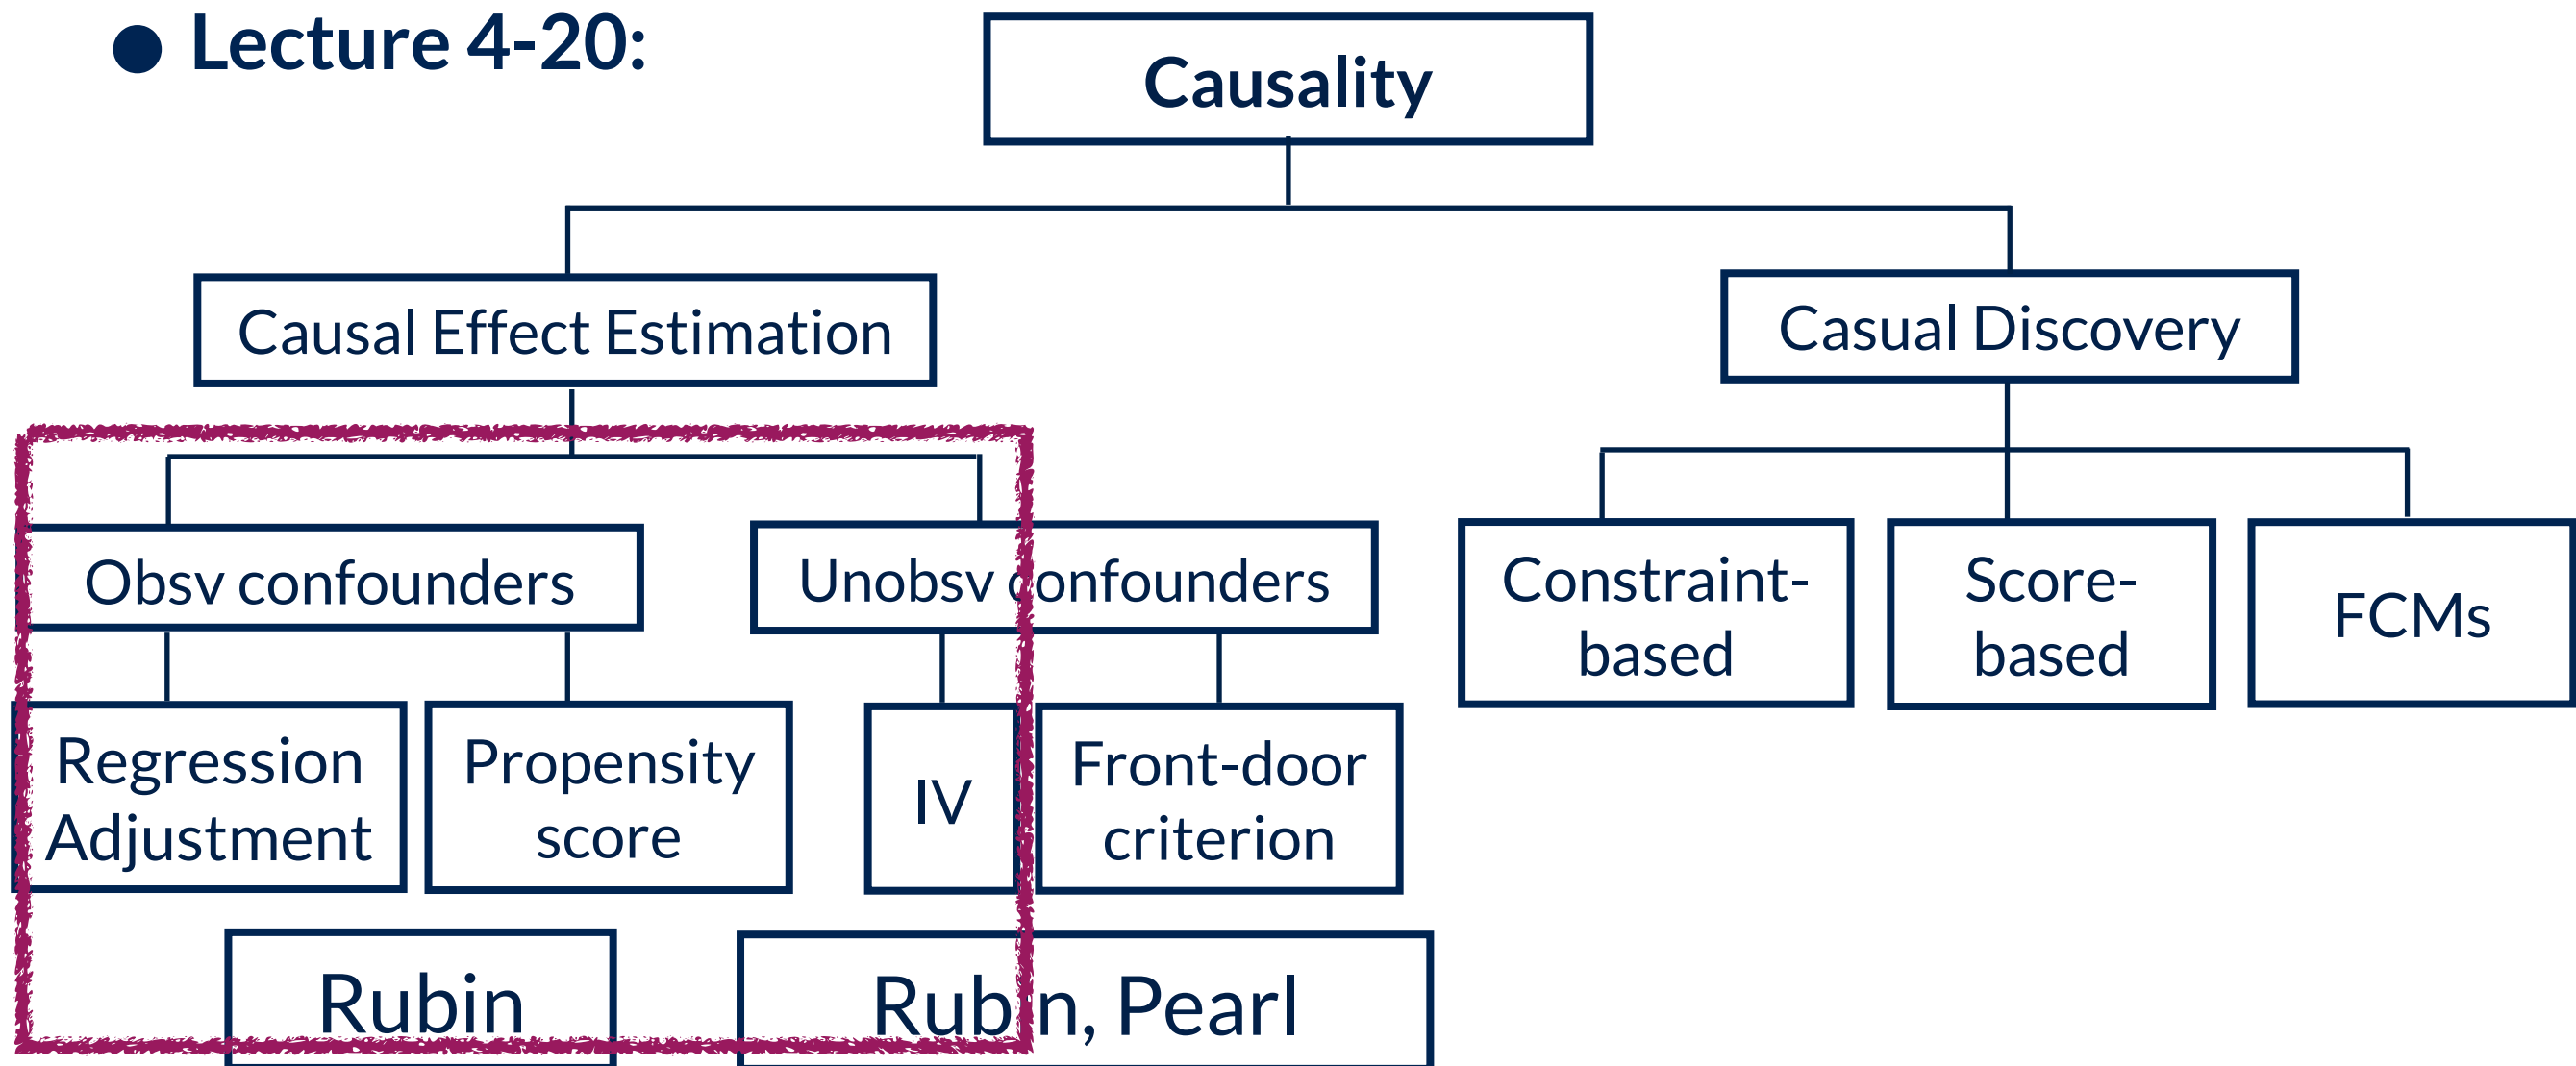 ● Lecture 4-20:
Causality
Causal Effect Estimation
Casual Discovery
Obsv confounders
Unobsv confounders
Constraint-
based
Score-
based
FCMs
Regression
Adjustment
Propensity
score
IV
Front-door
criterion
Rubin
Rubin, Pearl